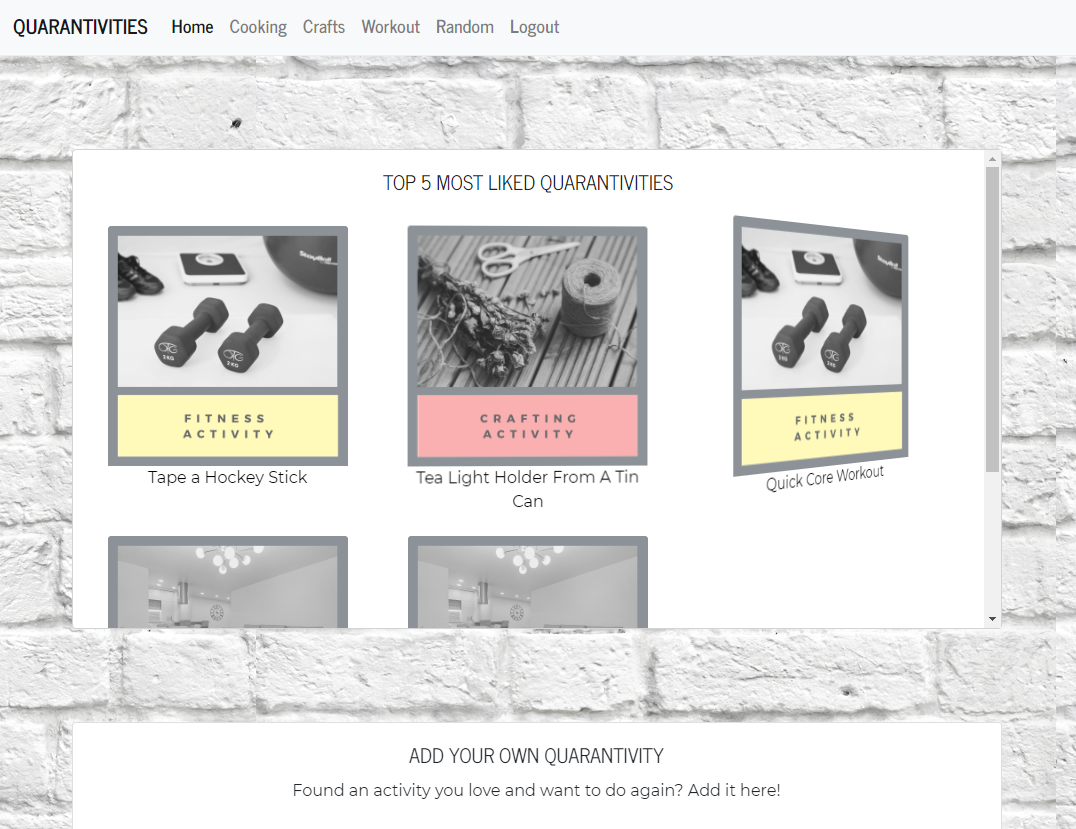 QUARANTIVITIES Home Cooking Crafts Workout Random Logout
TOP 5 MOST LIKED QUARANTIVITIES
FITNESS
ACTIVITY
Tape a Hockey Stick
CRAFTING
ACTIVITY
Tea Light Holder From A Tin
Can
FITNESS
ACTIVITY
Quick Core Workout
ADD YOUR OWN QUARANTIVITY
Found an activity you love and want to do again? Add it here!